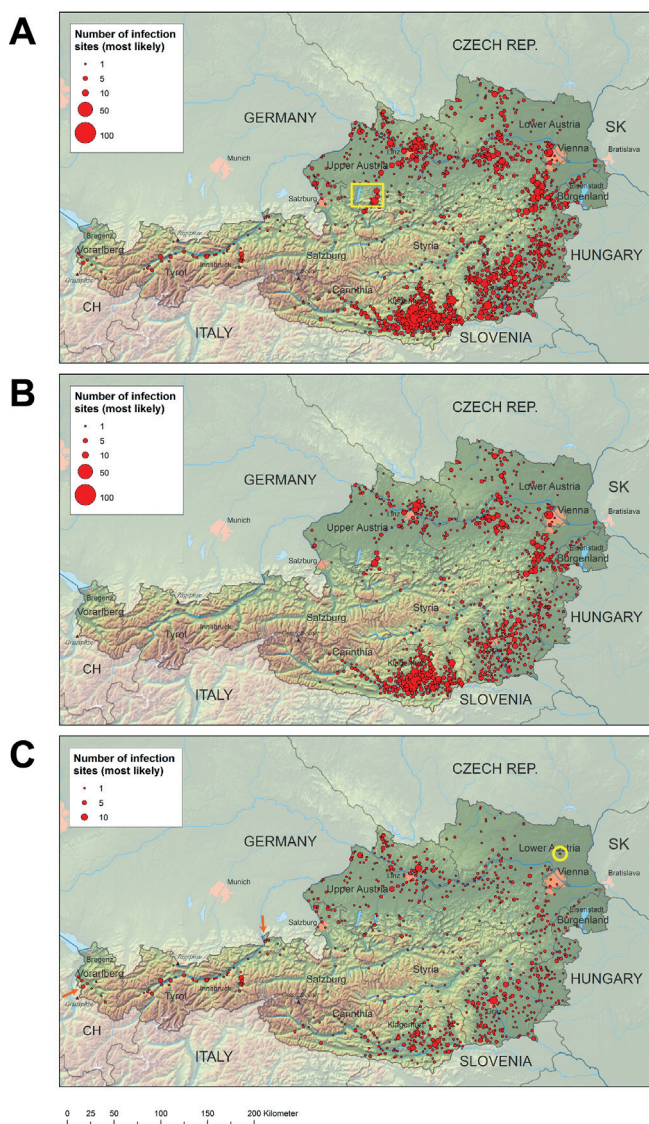 A
Number of infection
sites (most likely)
1
5
10
50
100
CZECH REP.
GERMANY
SK
Lower Austria
Munich
Upper Austria
Vienna
Bratislava
Salzburg
Eisenstadt
Burgenland
Bregenz
Vorarlberg
Salzburg
Styria
HUNGARY
Innsbruck
Tyrol
Carinthia
CH
ITALY
SLOVENIA
B
Number of infection
sites (most likely)
1
5
10
50
100
CZECH REP.
GERMANY
SK
Lower Austria
Linz
Munich
Upper Austria
Vienna
Bratislava
Salzburg
Eisenstadt
Burgenland
Bregenz
Vorarlberg
Salzburg
Styria
HUNGARY
Innsbruck
Tyrol
Carinthia
CH
ITALY
SLOVENIA
C
Number of infection
sites (most likely)
1
5
10
CZECH REP.
GERMANY
SK
Lower Austria
Linz
Munich
Upper Austria
Vienna
Bratislava
Salzburg
Eisenstadt
Burgenland
Bregenz
Vorarlberg
Salzburg
Styria
HUNGARY
Innsbruck
Tyrol
Carinthia
Graz
Klagenfurt
CH
ITALY
SLOVENIA
0 25 50 100 150 200 Kilometer